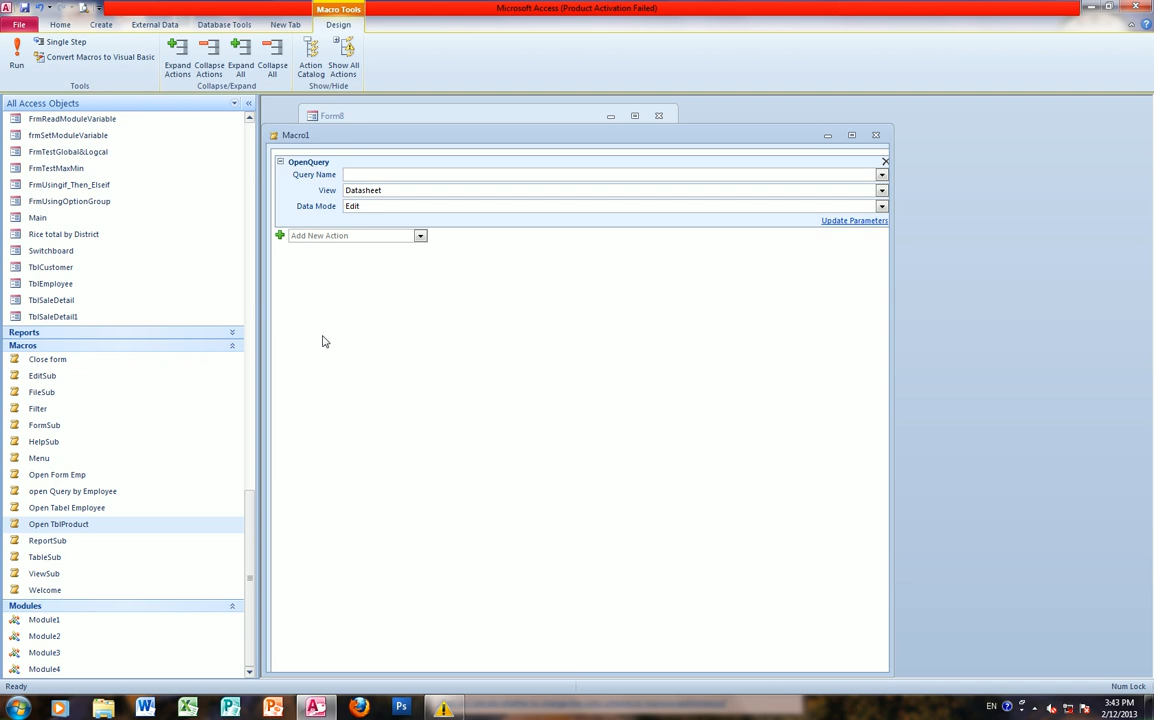 Macro Tools
Microsoft Access (Product Activation Failed)
File
Home
Create
External Data
Database Tools
New Tab
Design
Run
Single Step
Convert Macros to Visual Basic
Expand Actions
Collapse Actions
Expand All
Collapse All
Action Catalog
Show All Actions
Tools
Collapse/Expand
Show/Hide
All Access Objects
FrmReadModuleVariable
frmSetModuleVariable
FrmTestGlobal&Logcal
FrmTestMaxMin
FrmUsingif_Then_Elseif
FrmUsingOptionGroup
Main
Rice total by District
Switchboard
TblCustomer
TblEmployee
TblSaleDetail
TblSaleDetail1
Reports
Macros
Close form
EditSub
FileSub
Filter
FormSub
HelpSub
Menu
Open Form Emp
open Query by Employee
Open Tabel Employee
Open TblProduct
ReportSub
TableSub
ViewSub
Welcome
Modules
Module1
Module2
Module3
Module4
Form8
Macro1
OpenQuery
Query Name
View Datasheet
Data Mode Edit
Update Parameters
Add New Action
Ready
Num Lock
EN
3:43 PM
2/12/2013